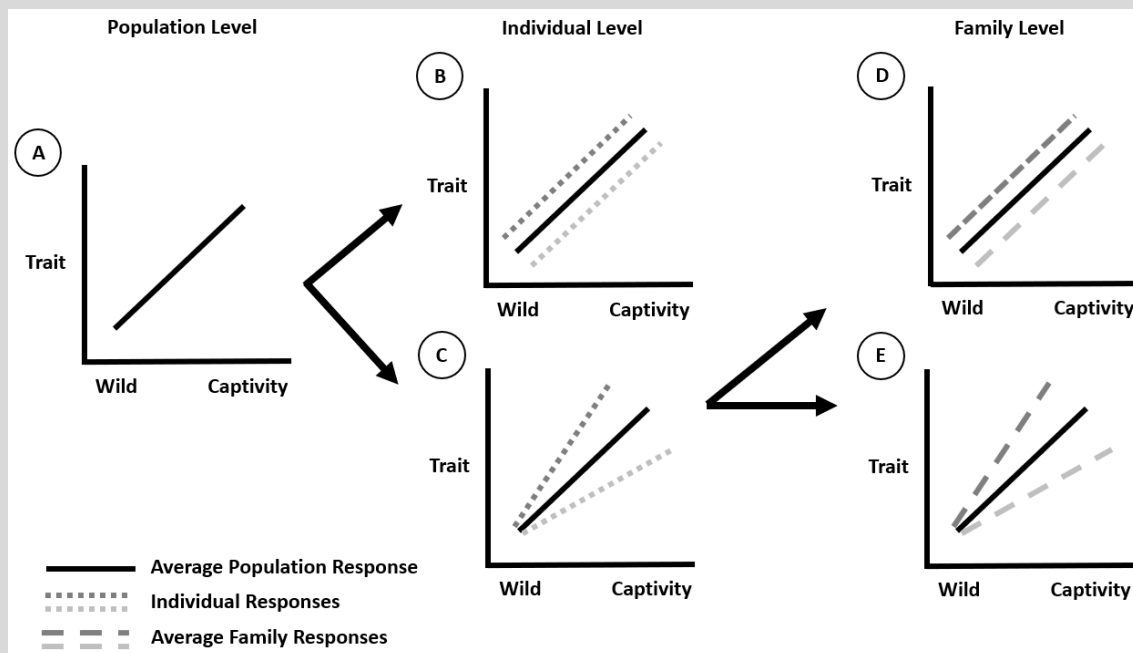 Population Level
Individual Level
Family Level
A
Trait
Wild Captivity
B
Trait
Wild Captivity
C
Trait
Wild Captivity
D
Trait
Wild Captivity
E
Trait
Wild Captivity
Average Population Response
Individual Responses
Average Family Responses